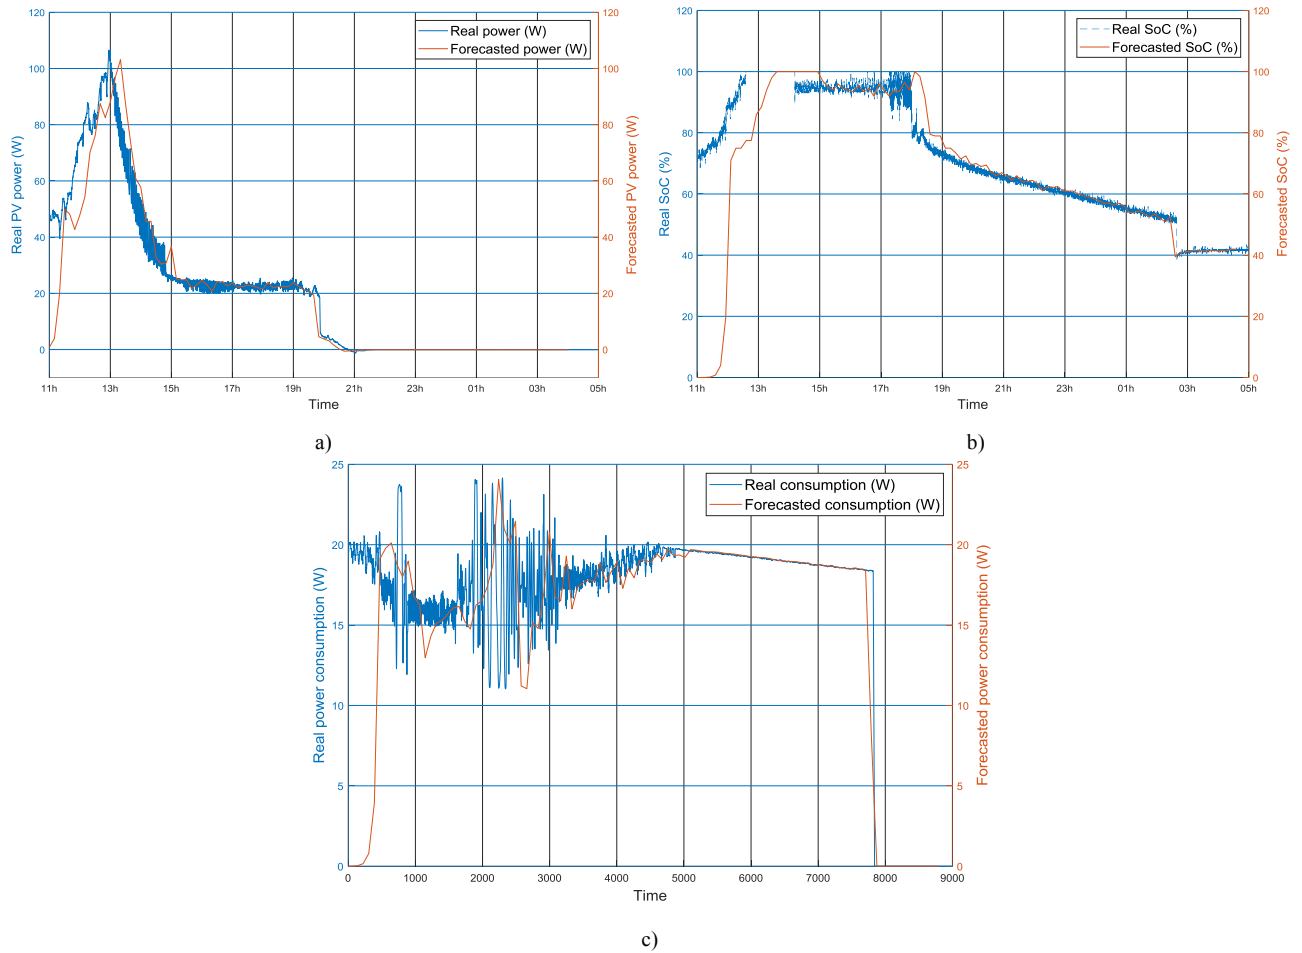 120
100
80
60
40
20
0
Real PV power (W)
Real power (W)
Forecasted power (W)
120
100
80
60
40
20
0
Forecasted PV power (W)
11h 13h 15h 17h 19h 21h 23h 01h 03h 05h
Time
a)
120
100
80
60
40
20
0
Real SoC (%)
Real SoC (%)
Forecasted SoC (%)
120
100
80
60
40
20
0
Forecasted SoC (%)
11h 13h 15h 17h 19h 23h 01h 03h 05h
Time
b)
25
20
15
10
5
0
Real power consumption (W)
Real consumption (W)
Forecasted consumption (W)
25
20
15
10
5
0
Forecasted power consumption (W)
0 1000 2000 3000 4000 5000 6000 7000 8000 9000
Time
c)